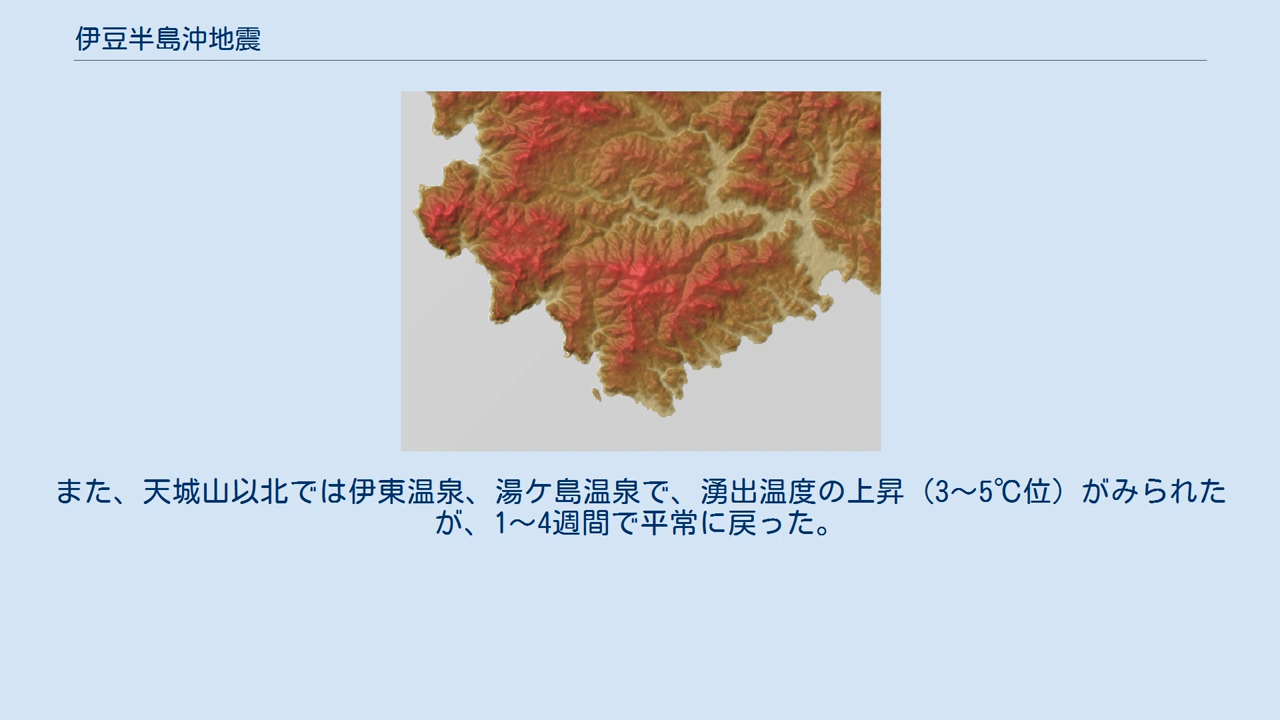 伊豆半島沖地震
また、天城山以北では伊東温泉、湯ケ島温泉で、湧出温度の上昇（3〜5℃位）がみられた
が、1〜4週間で平常に戻った。